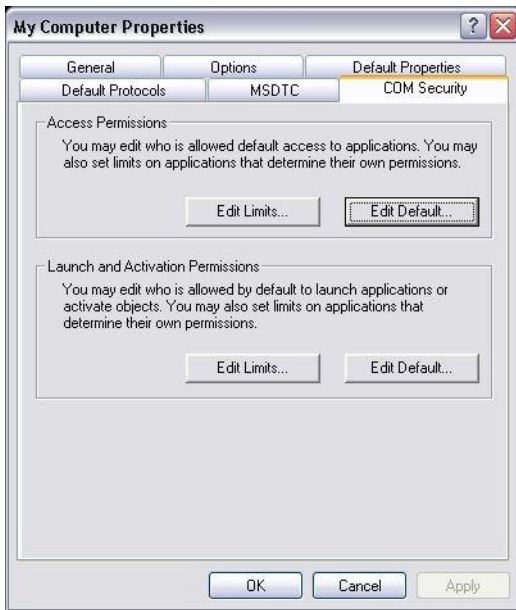 My Computer Properties
?
General Options Default Properties
Default Protocols MSDTC COM Security
Access Permissions
You may edit who is allowed default access to applications. You may
also set limits on applications that determine their own permissions.
Edit Limits... Edit Default...
Launch and Activation Permissions
You may edit who is allowed by default to launch applications or
activate objects. You may also set limits on applications that
determine their own permissions.
Edit Limits... Edit Default...
OK Cancel Apply